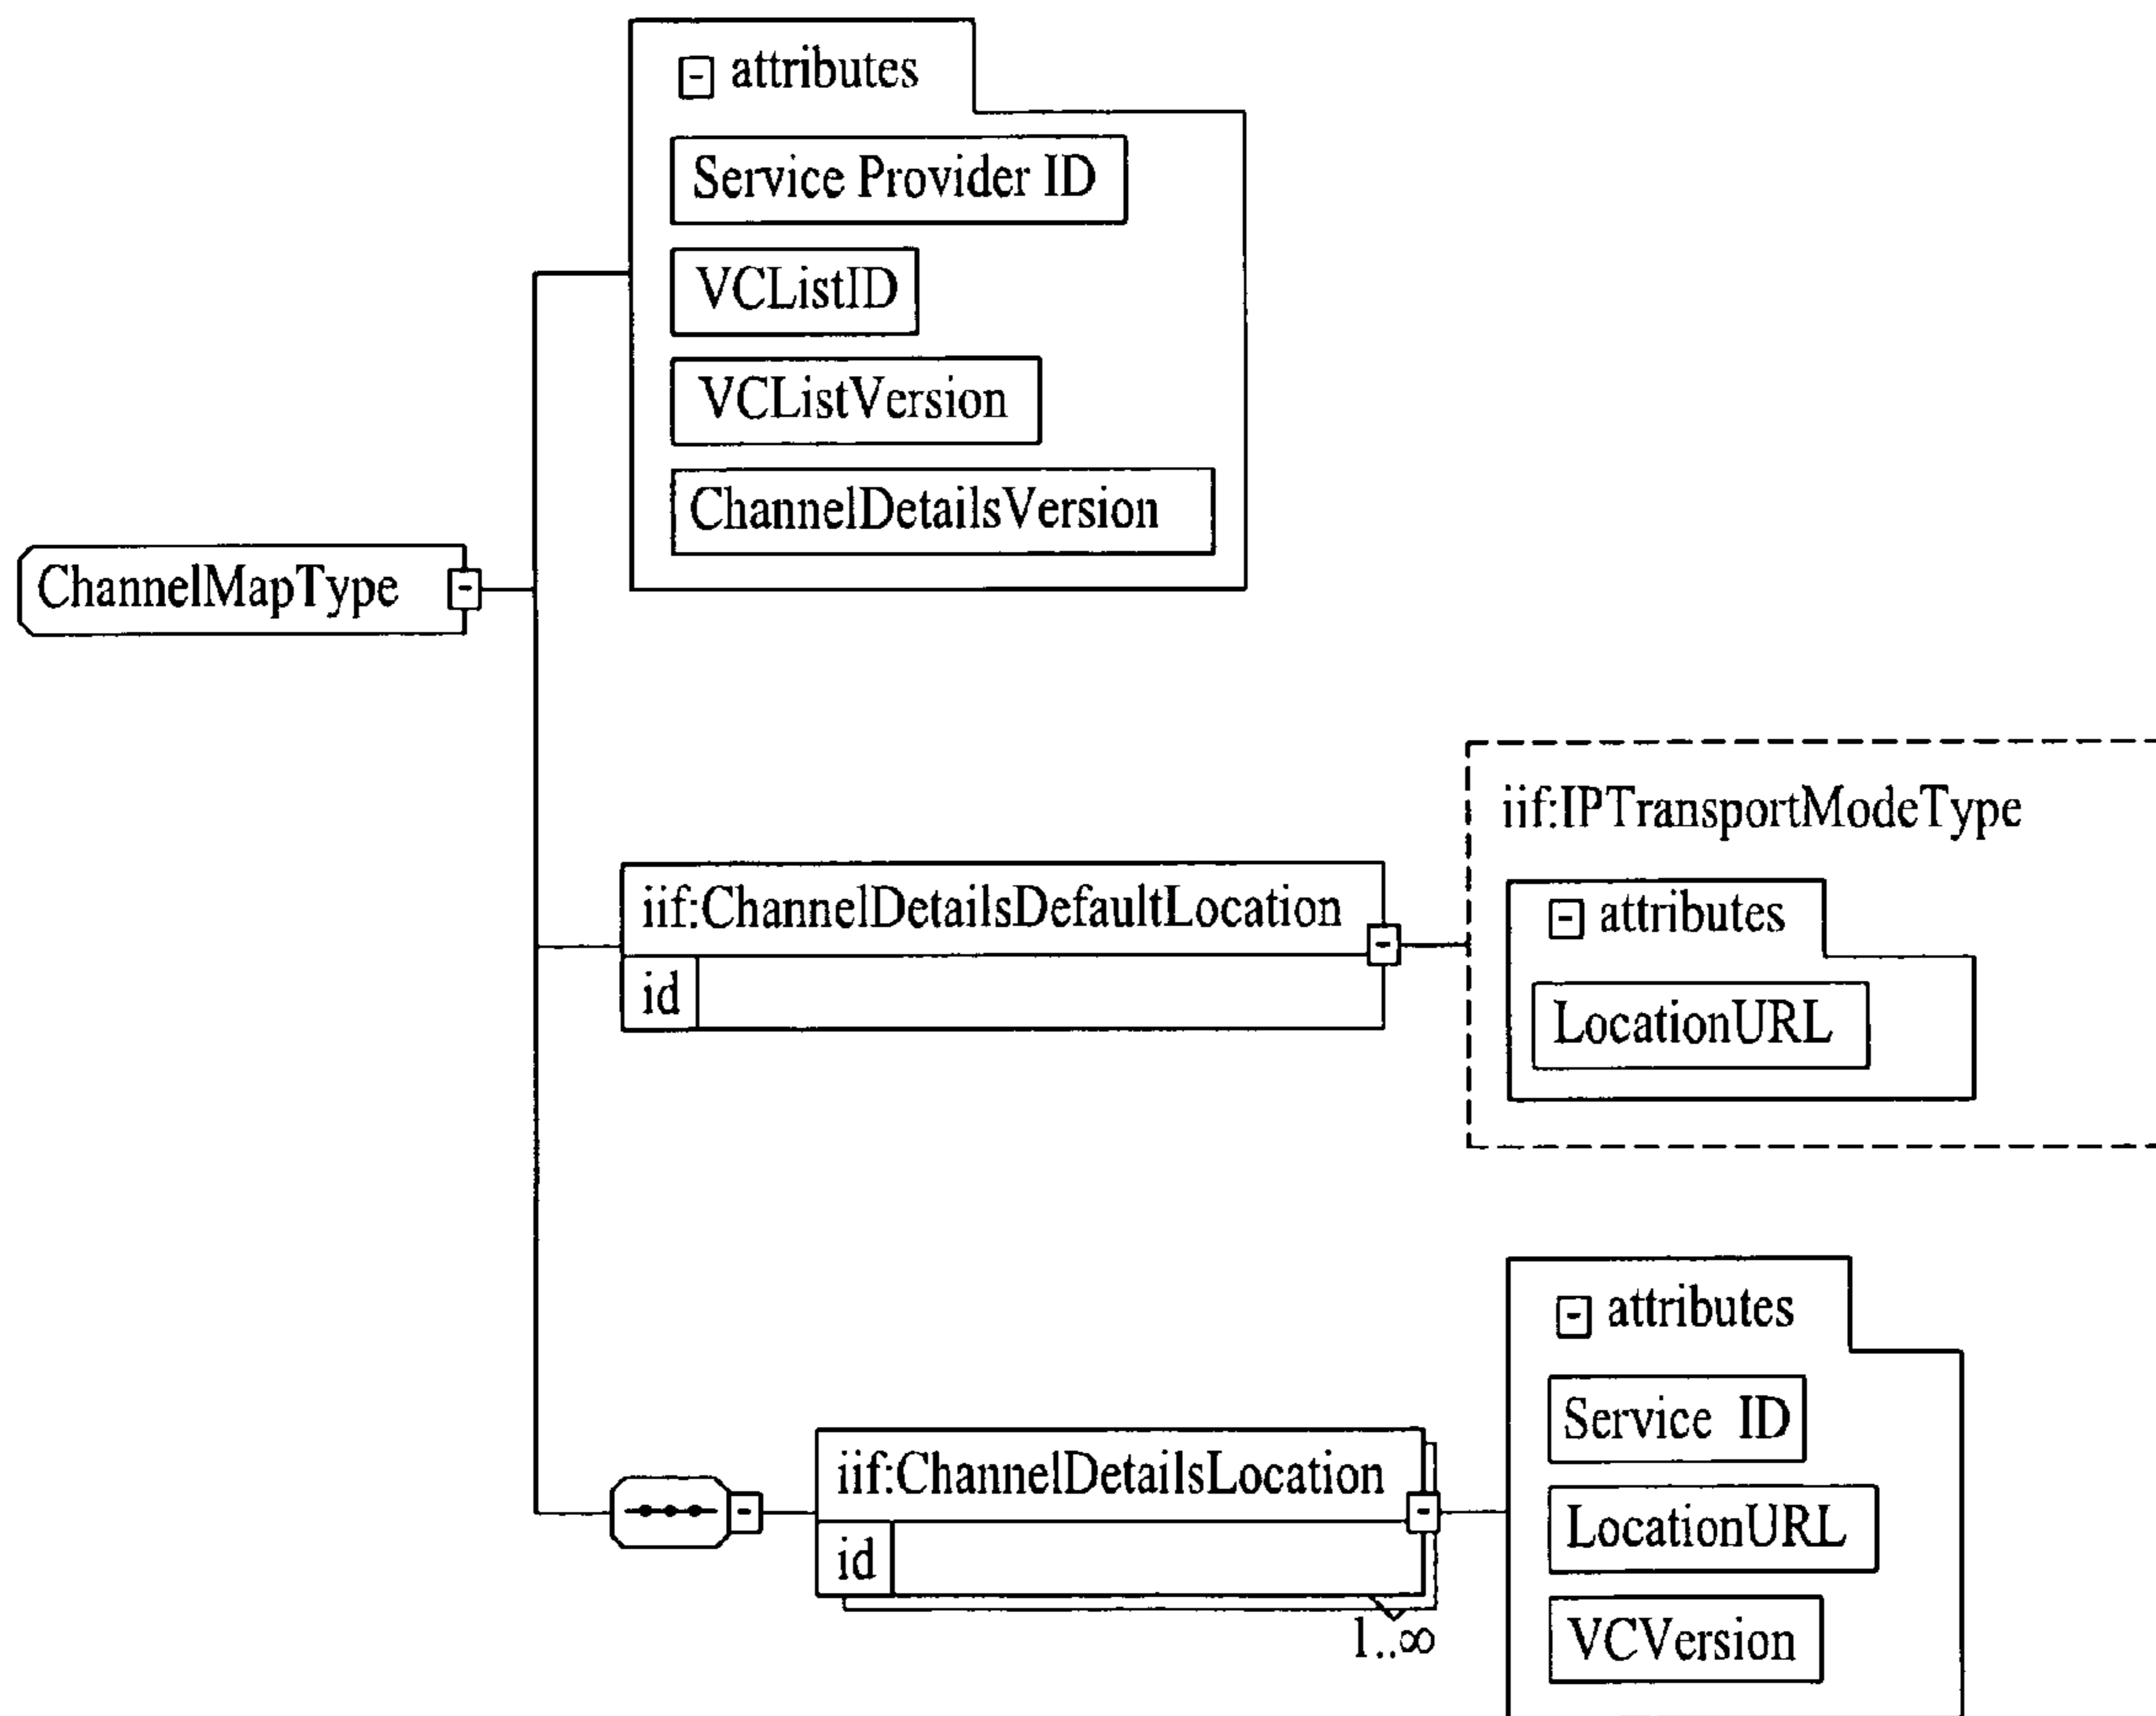 attributes
Service Provider ID
VCListID
VCListVersion
ChannelDetailsVersion
ChannelMapType
iif:IPTransportModeType
iif:ChannelDetailsDefaultLocation
id
attributes
LocationURL
attributes
iif:ChannelDetailsLocation
id
1..∞
Service ID
LocationURL
VCVersion